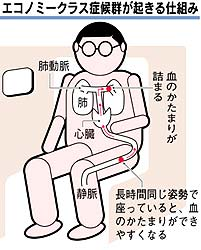 エコノミークラス症候群が起きる仕組み
肺動脈
血のかたまりが
詰まる
肺
心臓
静脈
長時間同じ姿勢で
座っていると、血
のかたまりができ
やすくなる